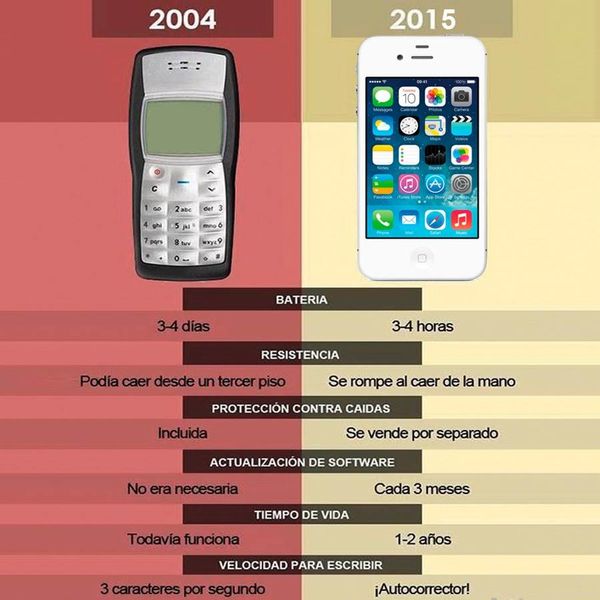 2004 2015
BATERIA
3-4 días 3-4 horas
RESISTENCIA
Podía caer desde un tercer piso Se rompe al caer de la mano
PROTECCIÓN CONTRA CAIDAS
Incluida Se vende por separado
ACTUALIZACIÓN DE SOFTWARE
No era necesaria Cada 3 meses
TIEMPO DE VIDA
Todavía funciona 1-2 años
VELOCIDAD PARA ESCRIBIR
3 caracteres por segundo ¡Autocorrector!